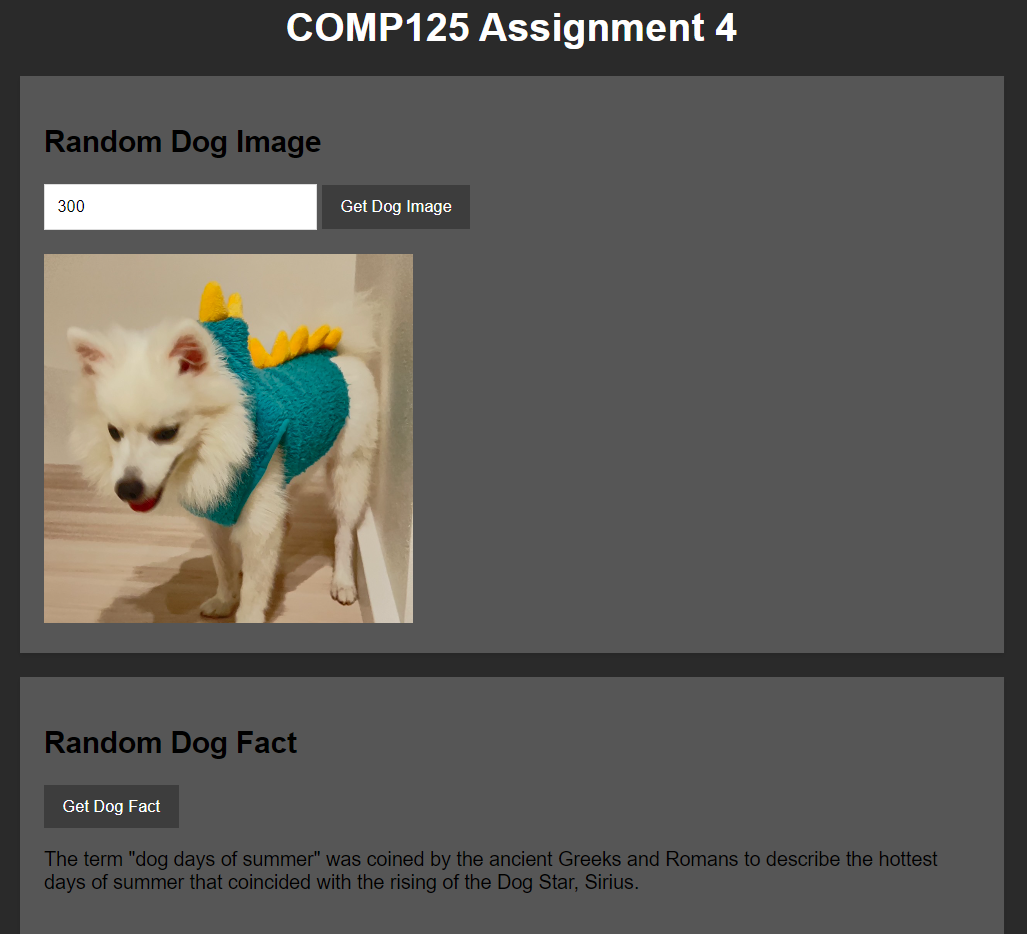 COMP125 Assignment 4
Random Dog Image
300
Get Dog Image
Random Dog Fact
Get Dog Fact
The term "dog days of summer" was coined by the ancient Greeks and Romans to describe the hottest
days of summer that coincided with the rising of the Dog Star, Sirius.